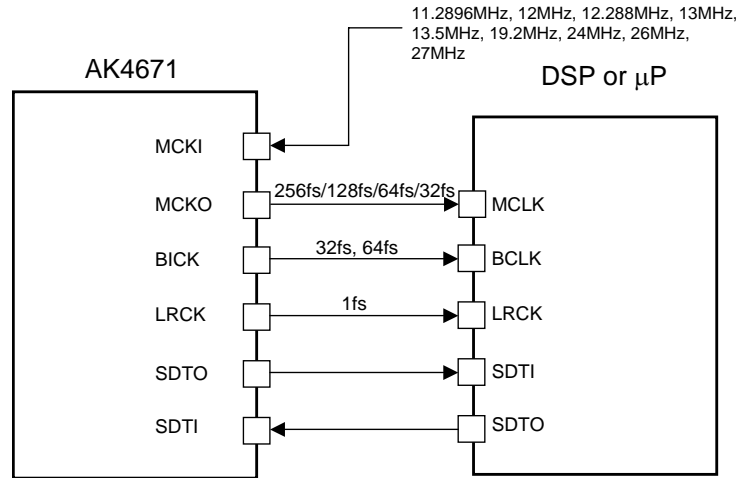 11.2896MHz, 12MHz, 12.288MHz, 13MHz,
13.5MHz, 19.2MHz, 24MHz, 26MHz,
27MHz
AK4671
DSP or μP
MCKI
MCKO
256fs/128fs/64fs/32fs
MCLK
BICK
32fs, 64fs
BCLK
LRCK
1fs
LRCK
SDTO
SDTI
SDTI
SDTO